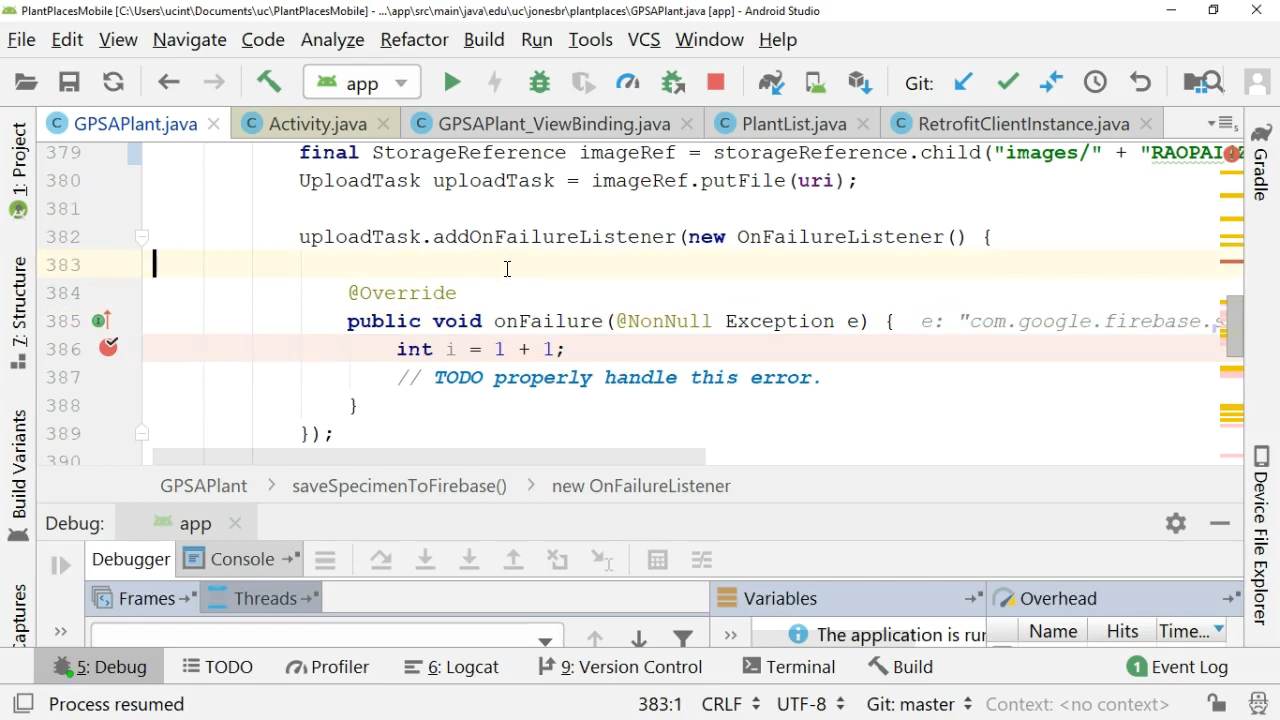 PlantPlacesMobile [C:\Users\ucint\Documents\uc\PlantPlacesMobile] - ...\app\src\main\java\edu\uc\jonesbr\plantplaces\GPSAPlant.java [app] - Android Studio
File Edit View Navigate Code Analyze Refactor Build Run Tools VCS Window Help
app Git:
GPSAPlant.java Activity.java GPSAPlant_ViewBinding.java PlantList.java RetrofitClientInstance.java
1: Project
7: Structure
Build Variants
aptures
379 final StorageReference imageRef = storageReference.child("images/" + "RAOPAI
380 UploadTask uploadTask = imageRef.putFile(uri);
381
382 uploadTask.addOnFailureListener(new OnFailureListener() {
383
384 @Override
385 public void onFailure(@NonNull Exception e) { e: "com.google.firebase.s
386 int i = 1 + 1;
387 // TODO properly handle this error.
388 }
389 });
390
Gradle
Device File Explorer
GPSAPlant > saveSpecimenToFirebase() > new OnFailureListener
Debug: app
Debugger Console
Frames Threads Variables Overhead
The application is run Name Hits Time...
5: Debug TODO Profiler 6: Logcat 9: Version Control Terminal Build 1 Event Log
Process resumed 383:1 CRLF UTF-8 Git: master Context: <no context>